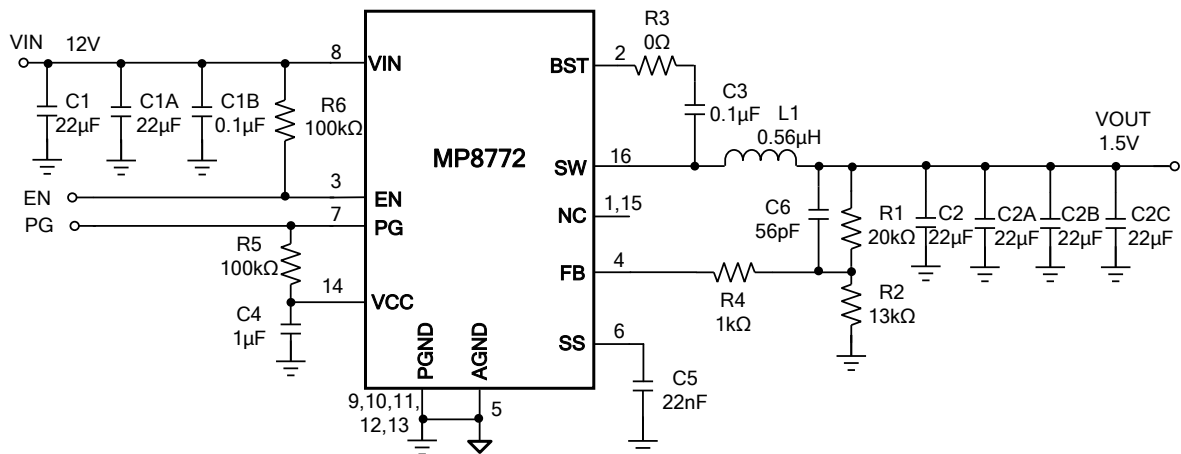 VIN
12V
C1
22µF
C1A
22µF
C1B
0.1µF
R6
100kΩ
EN
PG
R5
100kΩ
C4
1µF
8
VIN
3
EN
7
PG
14
VCC
MP8772
PGND
AGND
9,10,11,
12,13
5
BST
2
R3
0Ω
C3
0.1µF
SW
16
L1
0.56µH
NC
1,15
FB
4
R4
1kΩ
SS
6
C5
22nF
C6
56pF
R1
20kΩ
R2
13kΩ
C2
22µF
C2A
22µF
C2B
22µF
C2C
22µF
VOUT
1.5V